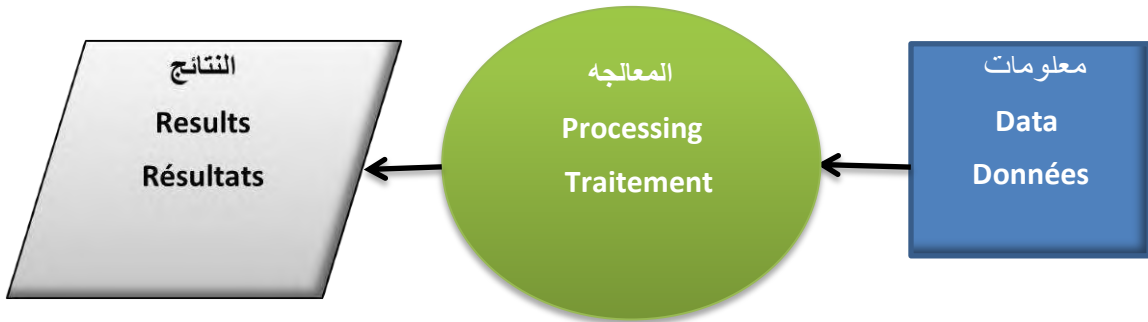 معلومات
Data
Données
المعالجه
Processing
Traitement
النتائج
Results
Résultats